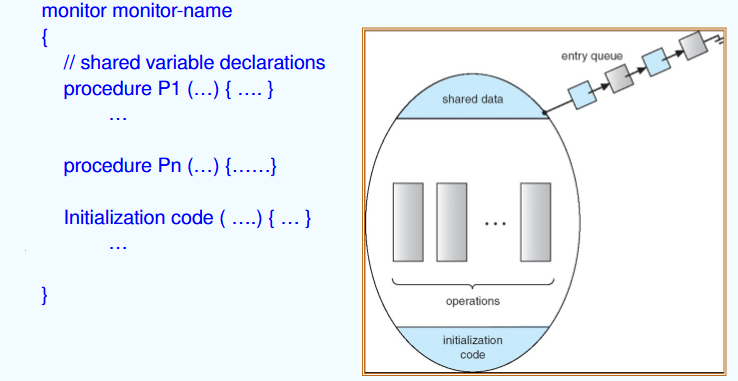 monitor monitor-name
{
// shared variable declarations
procedure P1 (…) { …. }
…
procedure Pn (…) {……}
Initialization code ( ….) { … }
…
}
entry queue
shared data
…
operations
initialization
code